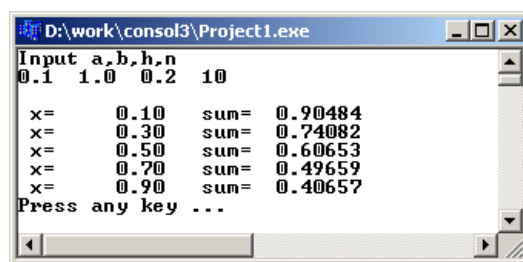 D:\work\consol3\Project1.exe
Input a,b,h,n
0.1 1.0 0.2 10
x= 0.10 sum= 0.90484
x= 0.30 sum= 0.74082
x= 0.50 sum= 0.60653
x= 0.70 sum= 0.49659
x= 0.90 sum= 0.40657
Press any key ...